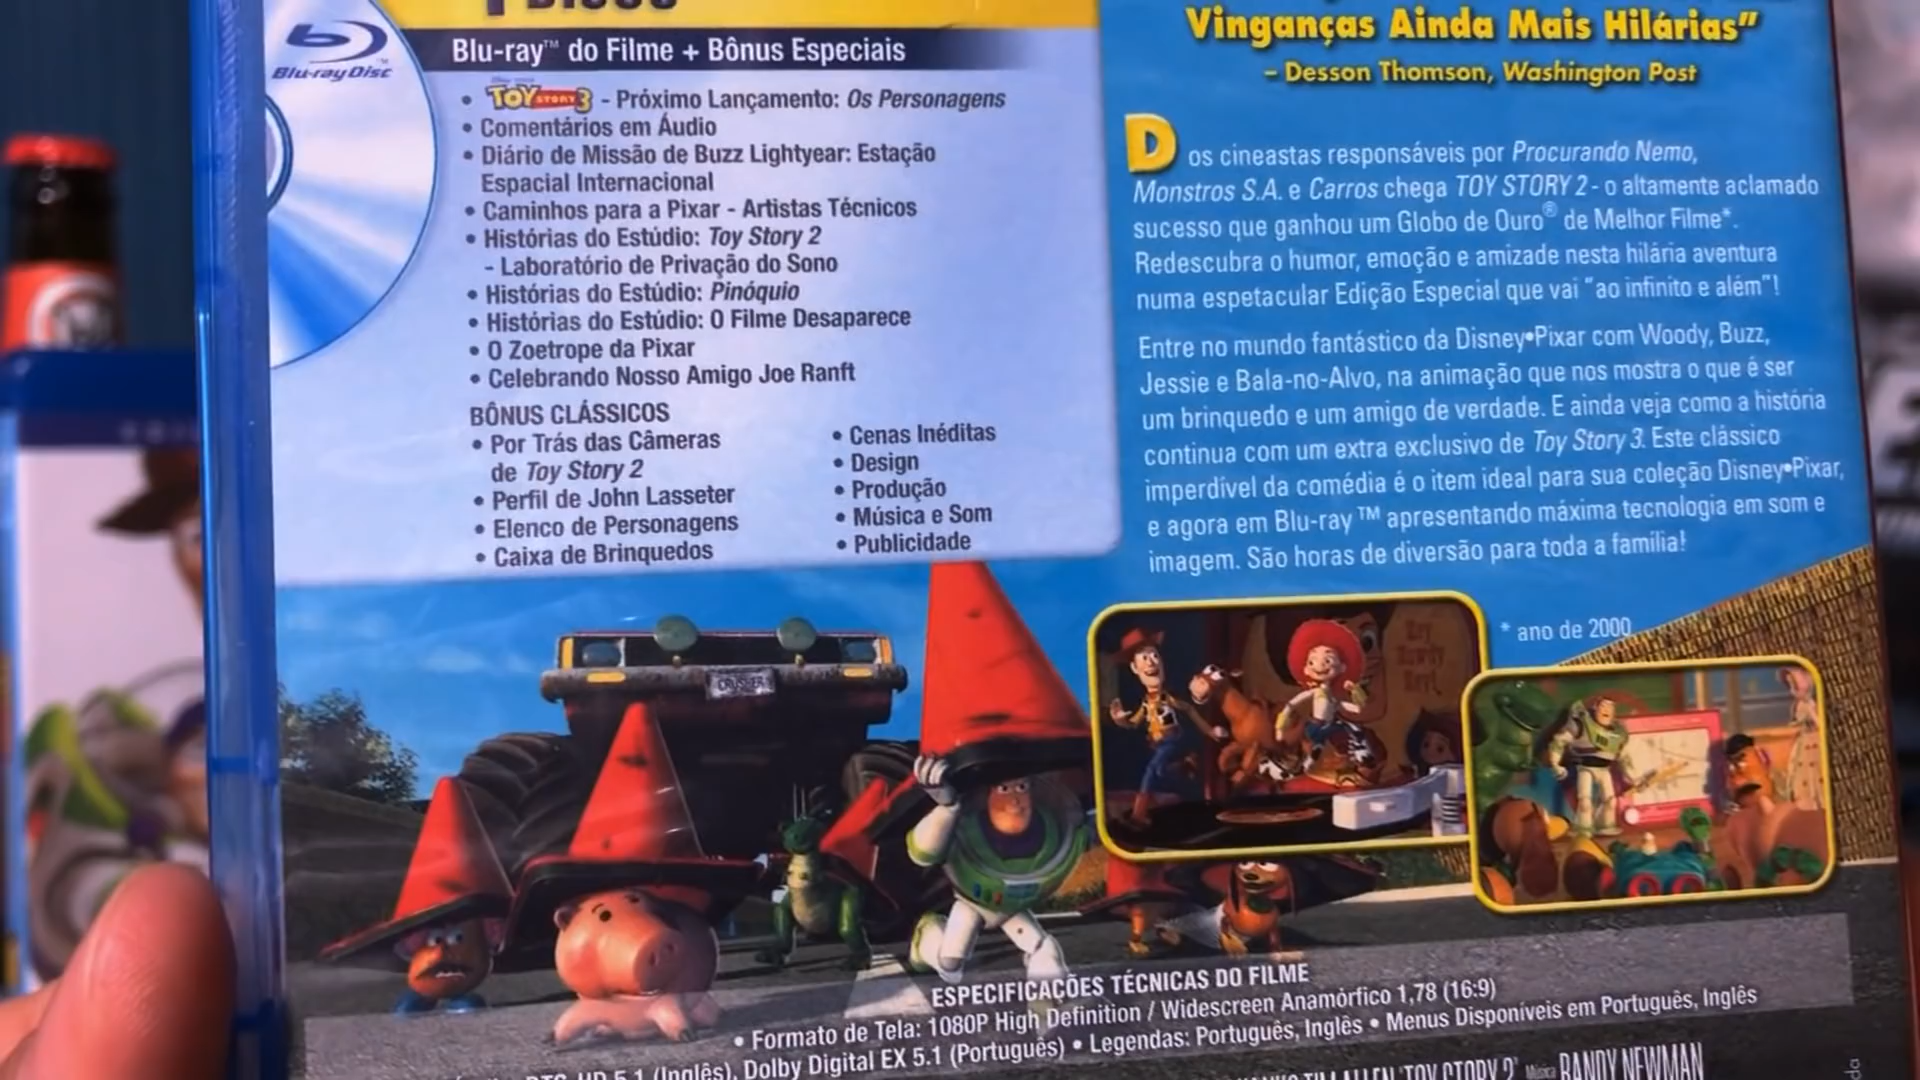 Blu-ray Disc
Blu-ray™ do Filme + Bônus Especiais
• TOY STORY 3 - Próximo Lançamento: Os Personagens
• Comentários em Áudio
• Diário de Missão de Buzz Lightyear: Estação
Espacial Internacional
• Caminhos para a Pixar - Artistas Técnicos
• Histórias do Estúdio: Toy Story 2
- Laboratório de Privação do Sono
• Histórias do Estúdio: Pinóquio
• Histórias do Estúdio: O Filme Desaparece
• O Zoetrope da Pixar
• Celebrando Nosso Amigo Joe Ranft
BÔNUS CLÁSSICOS
• Por Trás das Câmeras
de Toy Story 2
• Perfil de John Lasseter
• Elenco de Personagens
• Caixa de Brinquedos
• Cenas Inéditas
• Design
• Produção
• Música e Som
• Publicidade
Vinganças Ainda Mais Hilárias”
– Desson Thomson, Washington Post
Dos cineastas responsáveis por Procurando Nemo,
Monstros S.A. e Carros chega TOY STORY 2 - o altamente aclamado
sucesso que ganhou um Globo de Ouro® de Melhor Filme*.
Redescubra o humor, emoção e amizade nesta hilária aventura
numa espetacular Edição Especial que vai “ao infinito e além”!
Entre no mundo fantástico da Disney•Pixar com Woody, Buzz,
Jessie e Bala-no-Alvo, na animação que nos mostra o que é ser
um brinquedo e um amigo de verdade. E ainda veja como a história
continua com um extra exclusivo de Toy Story 3. Este clássico
imperdível da comédia é o item ideal para sua coleção Disney•Pixar,
e agora em Blu-ray™ apresentando máxima tecnologia em som e
imagem. São horas de diversão para toda a família!
* ano de 2000
CRUSHER
ESPECIFICAÇÕES TÉCNICAS DO FILME
• Formato de Tela: 1080P High Definition / Widescreen Anamórfico 1,78 (16:9)
5.1 (Inglês), Dolby Digital EX 5.1 (Português) • Legendas: Português, Inglês • Menus Disponíveis em Português, Inglês
TIM ALLEN "TOY STORY 2" Música RANDY NEWMAN